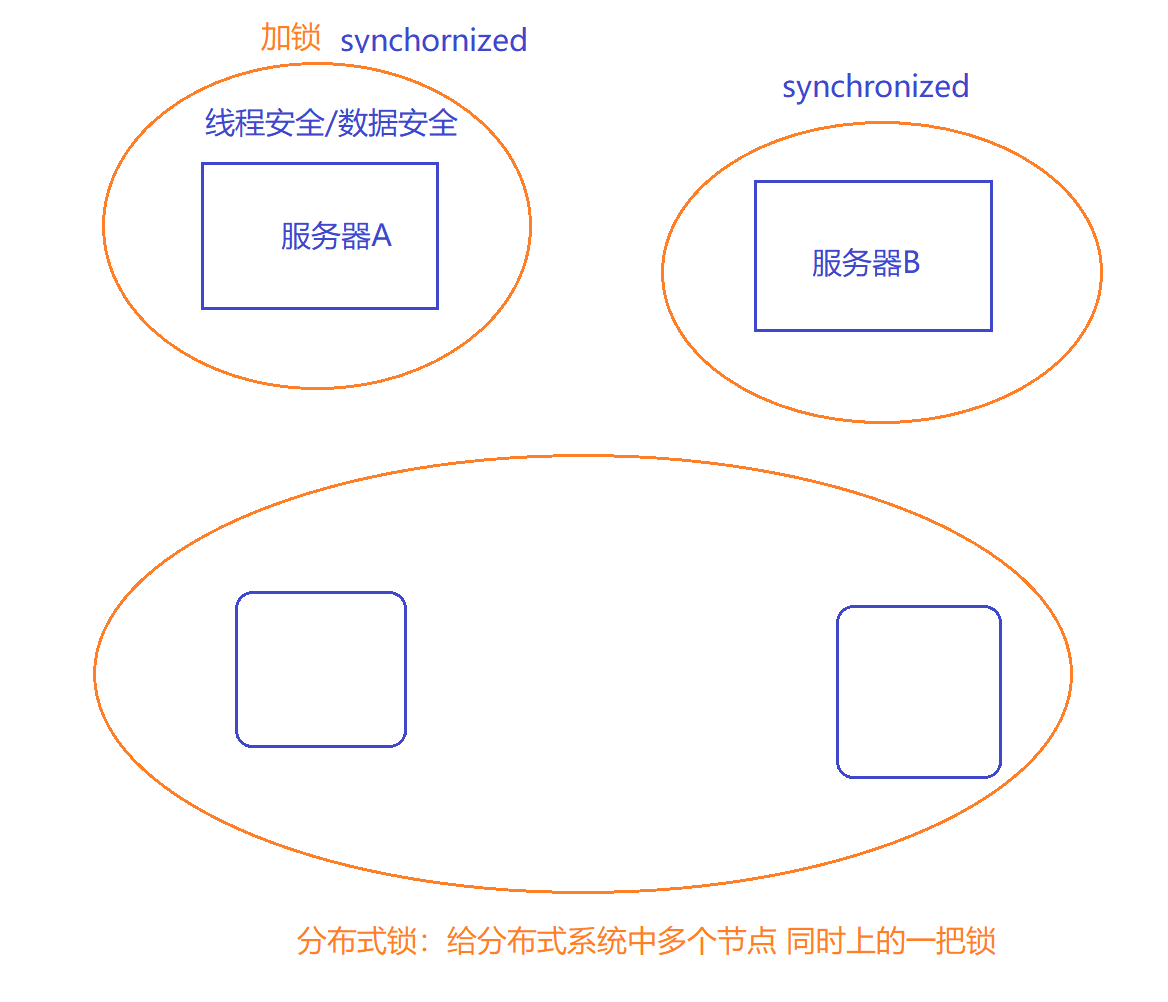 加锁 synchornized
synchronized
线程安全/数据安全
服务器A
服务器B
分布式锁：给分布式系统中多个节点 同时上的一把锁